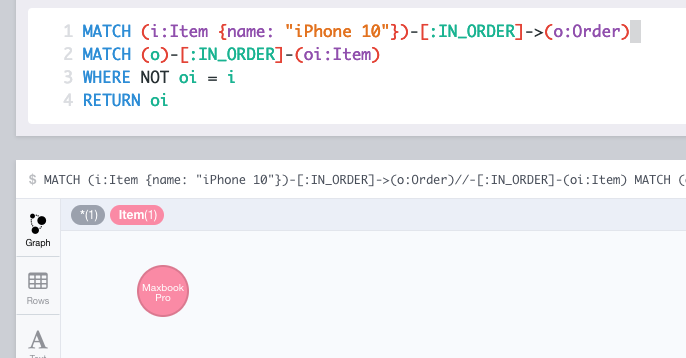 1 MATCH (i:Item {name: "iPhone 10"})-[:IN_ORDER]->(o:Order)
2 MATCH (o)-[:IN_ORDER]-(oi:Item)
3 WHERE NOT oi = i
4 RETURN oi
$ MATCH (i:Item {name: "iPhone 10"})-[:IN_ORDER]->(o:Order)//-[:IN_ORDER]-(oi:Item) MATCH (
*(1) Item(1)
Graph
Maxbook
Pro
Rows
A
Text